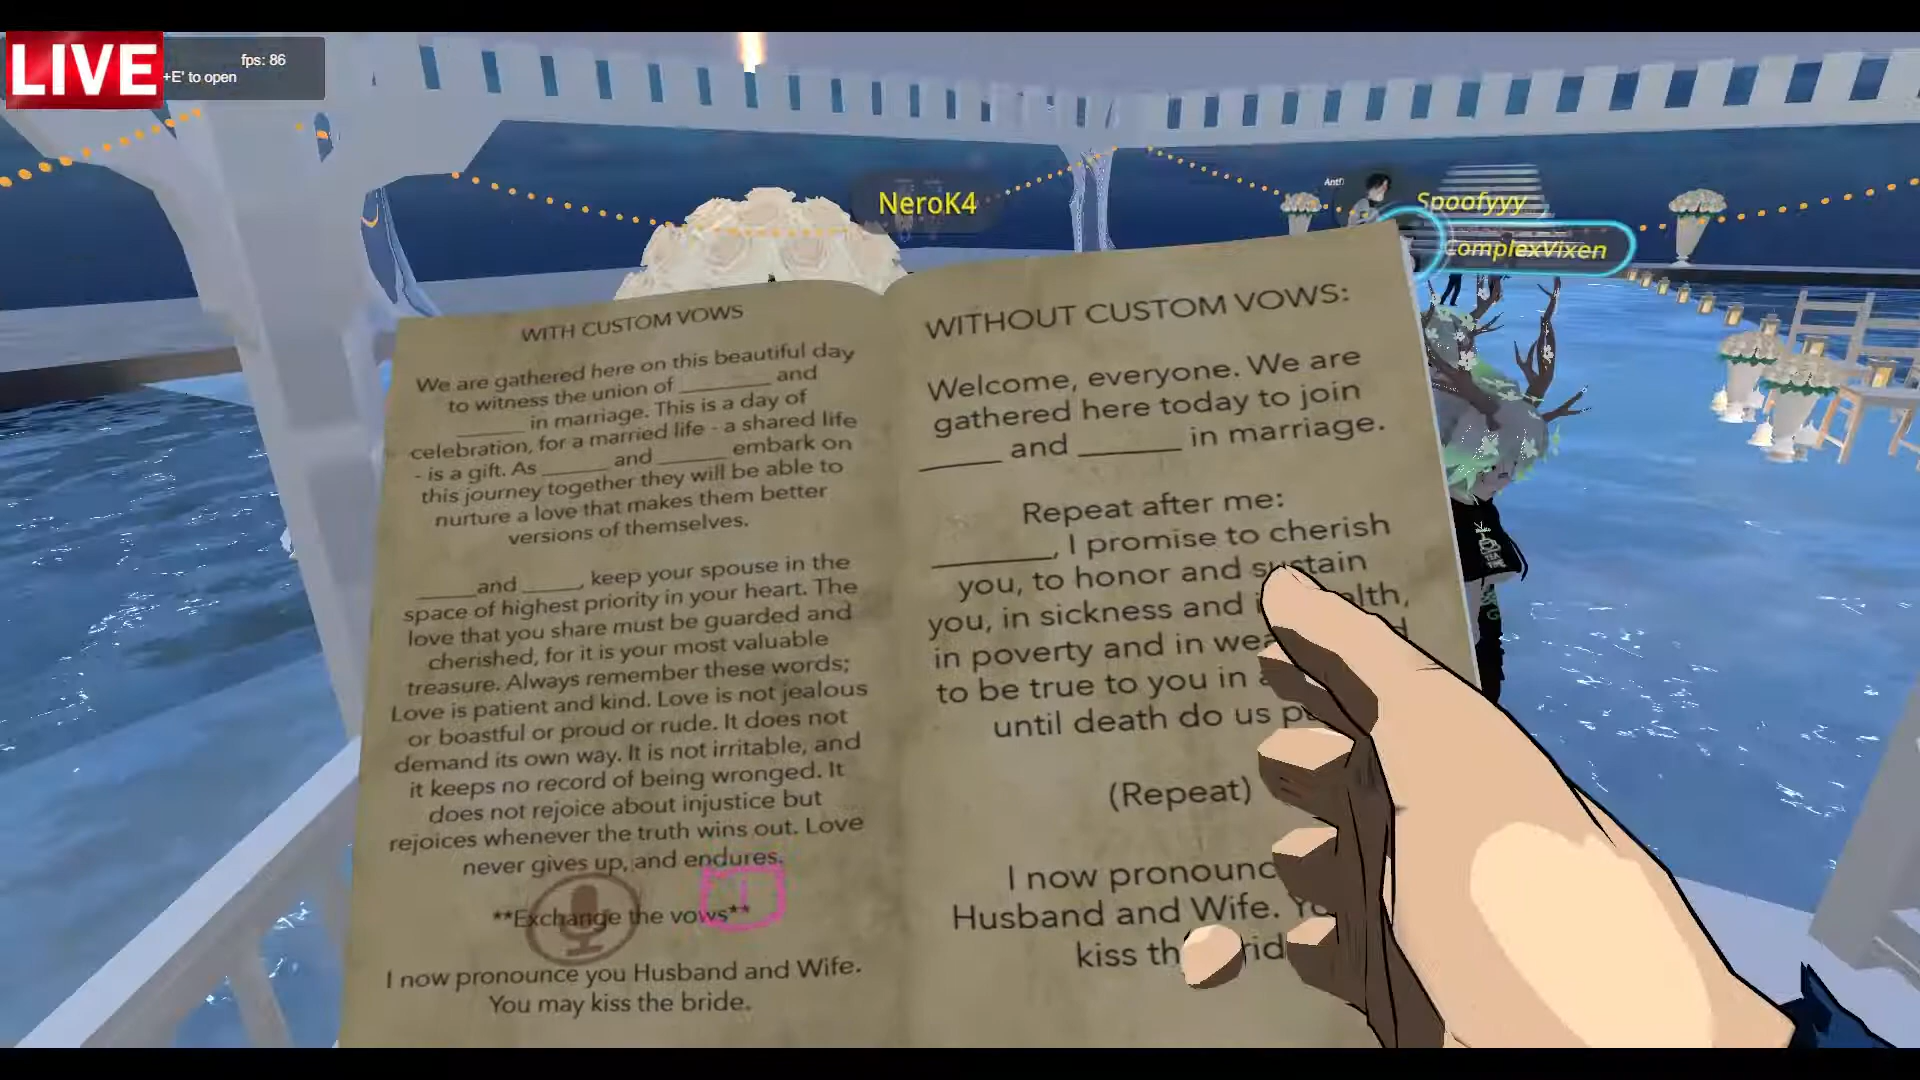 LIVE
fps: 86
+E' to open
NeroK4
Spoofyyy
ComplexVixen
WITH CUSTOM VOWS
We are gathered here on this beautiful day
to witness the union of ________ and
______ in marriage. This is a day of
celebration, for a married life - a shared life
- is a gift. As ______ and ______ embark on
this journey together they will be able to
nurture a love that makes them better
versions of themselves.
_____and _____, keep your spouse in the
space of highest priority in your heart. The
love that you share must be guarded and
cherished, for it is your most valuable
treasure. Always remember these words;
Love is patient and kind. Love is not jealous
or boastful or proud or rude. It does not
demand its own way. It is not irritable, and
it keeps no record of being wronged. It
does not rejoice about injustice but
rejoices whenever the truth wins out. Love
never gives up, and endures.
**Exchange the vows**
I now pronounce you Husband and Wife.
You may kiss the bride.
WITHOUT CUSTOM VOWS:
Welcome, everyone. We are
gathered here today to join
_____ and ______ in marriage.
Repeat after me:
_______, I promise to cherish
you, to honor and sustain
you, in sickness and
in poverty and in
to be true to you in
until death do us
(Repeat)
I now
Husband and Wife.
kiss